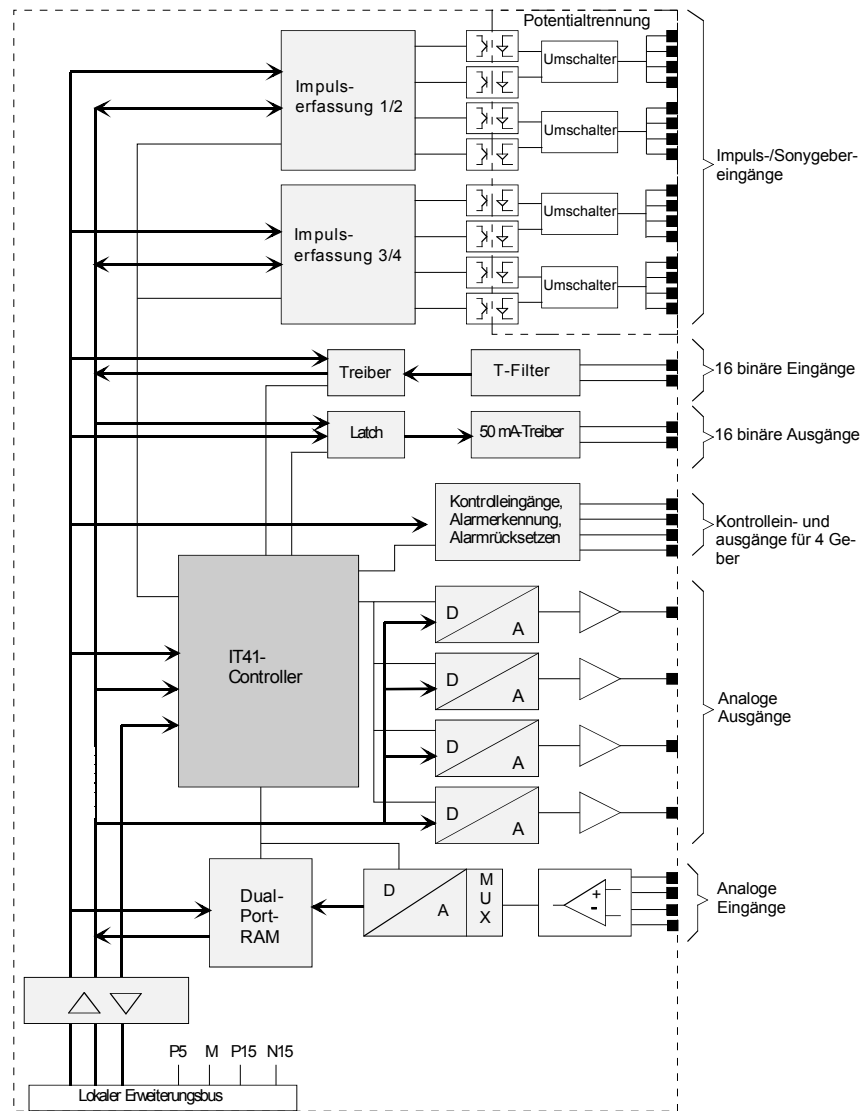 Potentialtrennung
Impuls-
erfassung 1/2
Umschalter
Umschalter
Impuls-/Sonygeber-
eingänge
Impuls-
erfassung 3/4
Umschalter
Umschalter
Treiber
T-Filter
16 binäre Eingänge
Latch
50 mA-Treiber
16 binäre Ausgänge
Kontrolleingänge,
Alarmerkennung,
Alarmrücksetzen
Kontrollein- und
ausgänge für 4 Ge-
ber
IT41-
Controller
D
A
D
A
D
A
D
A
Analoge
Ausgänge
Dual-
Port-
RAM
D
A
M
U
X
+
-
Analoge
Eingänge
P5 M P15 N15
Lokaler Erweiterungsbus